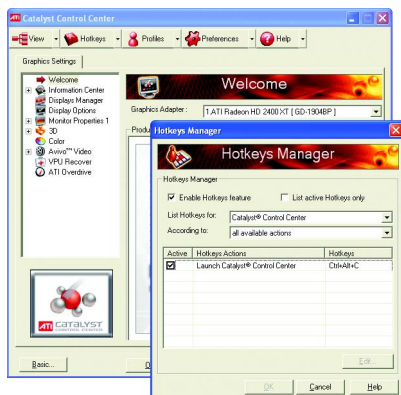 Catalyst Control Center
View Hotkeys Profiles Preferences Help
Graphics Settings
Welcome
Information Center
Displays Manager
Display Options
Monitor Properties 1
3D
Color
Avivo™ Video
VPU Recover
ATI Overdrive
ATI CATALYST
CONTROL CENTER
Basic...
Welcome
Graphics Adapter :
1.ATI Radeon HD 2400 XT [ GD-1904BP ]
Hotkeys Manager
Hotkeys Manager
Hotkeys Manager
Enable Hotkeys feature
List active Hotkeys only
List Hotkeys for:
Catalyst® Control Center
According to:
all available actions
Active Hotkeys Actions Hotkeys
Launch Catalyst® Control Center Ctrl+Alt+C
Edit...
OK Cancel Help